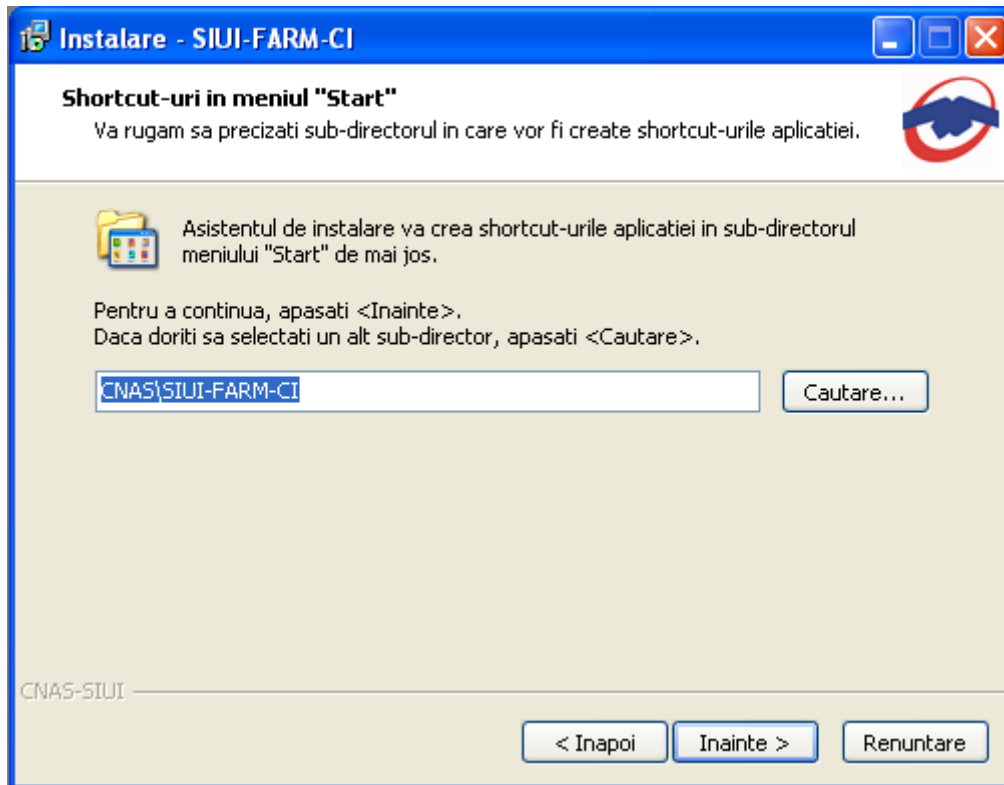 Instalare - SIUI-FARM-CI
Shortcut-uri in meniul "Start"
Va rugam sa precizati sub-directorul in care vor fi create shortcut-urile aplicatiei.
Asistentul de instalare va crea shortcut-urile aplicatiei in sub-directorul
meniului "Start" de mai jos.
Pentru a continua, apasati <Inainte>.
Daca doriti sa selectati un alt sub-director, apasati <Cautare>.
CNAS\SIUI-FARM-CI
Cautare...
CNAS-SIUI
< Inapoi
Inainte >
Renuntare